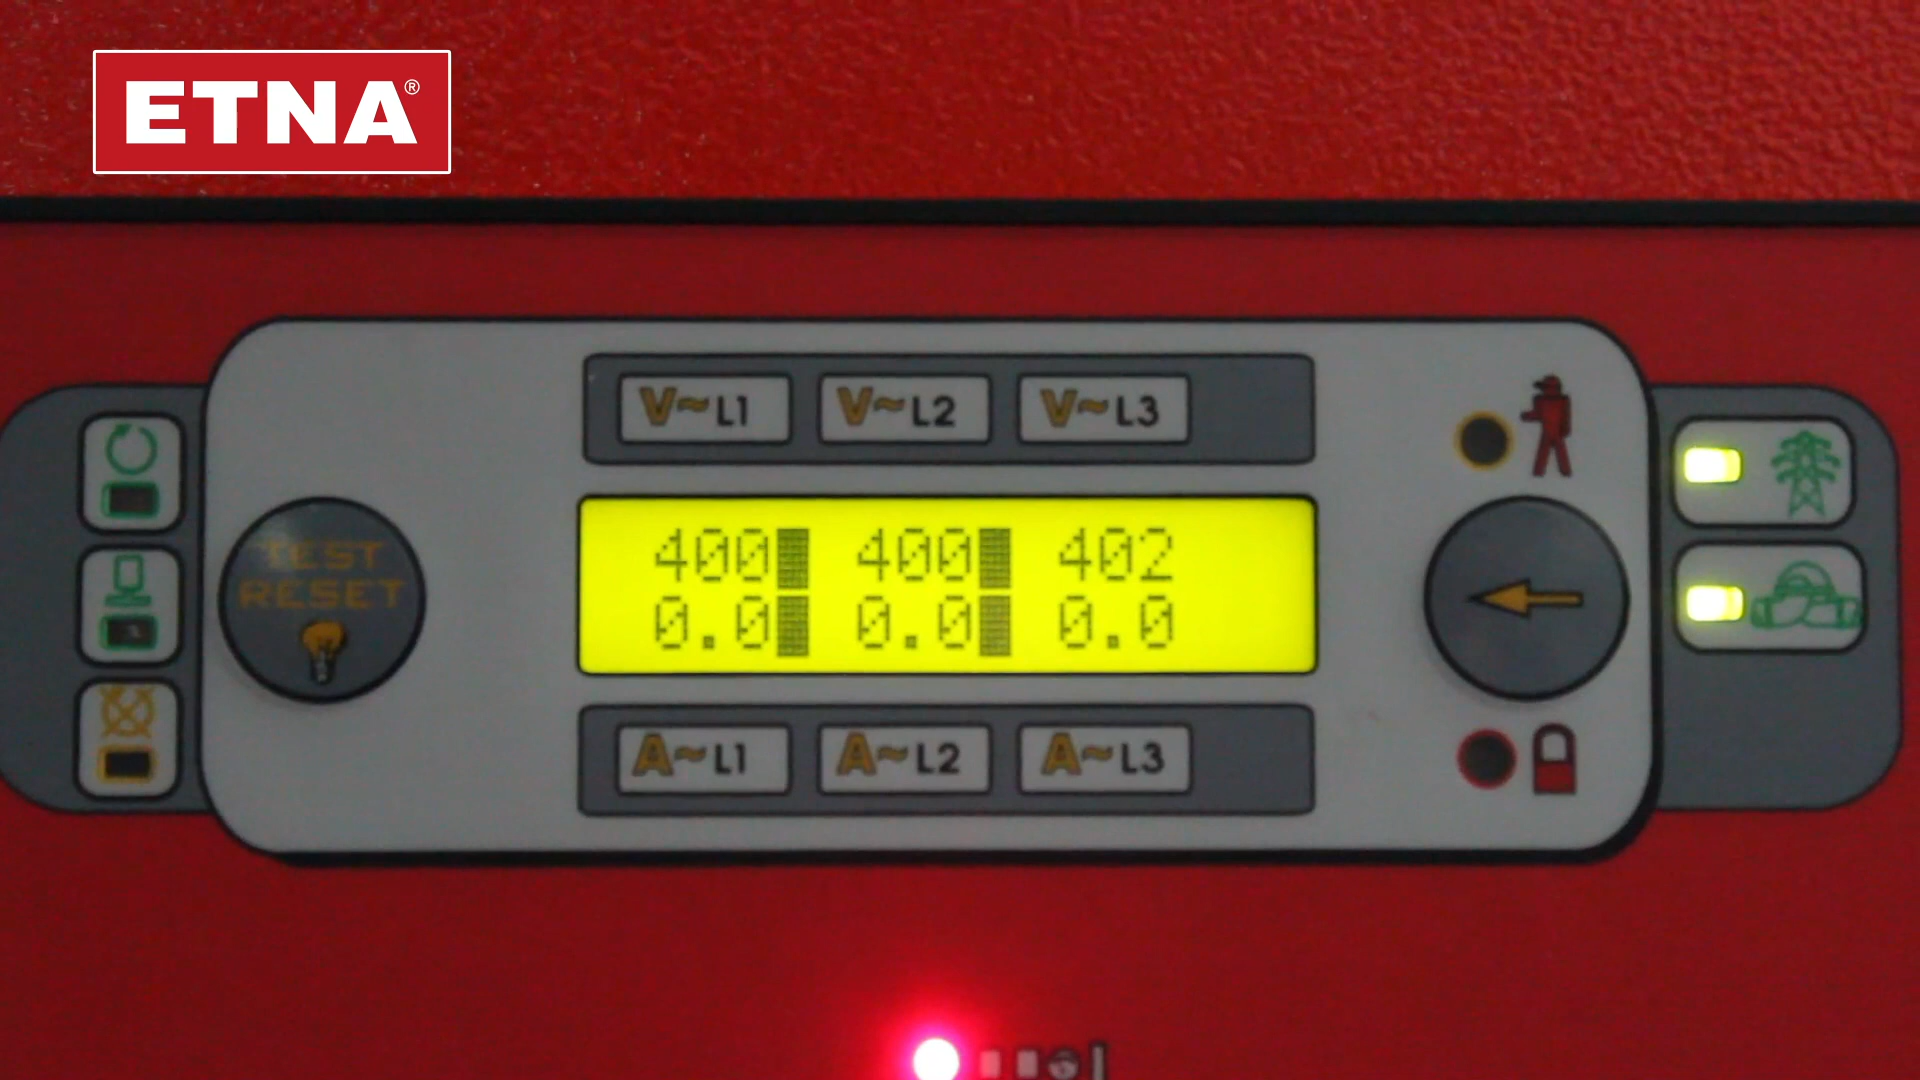 ETNA®
V~L1 V~L2 V~L3
TEST
RESET
400 400 402
0.0 0.0 0.0
A~L1 A~L2 A~L3